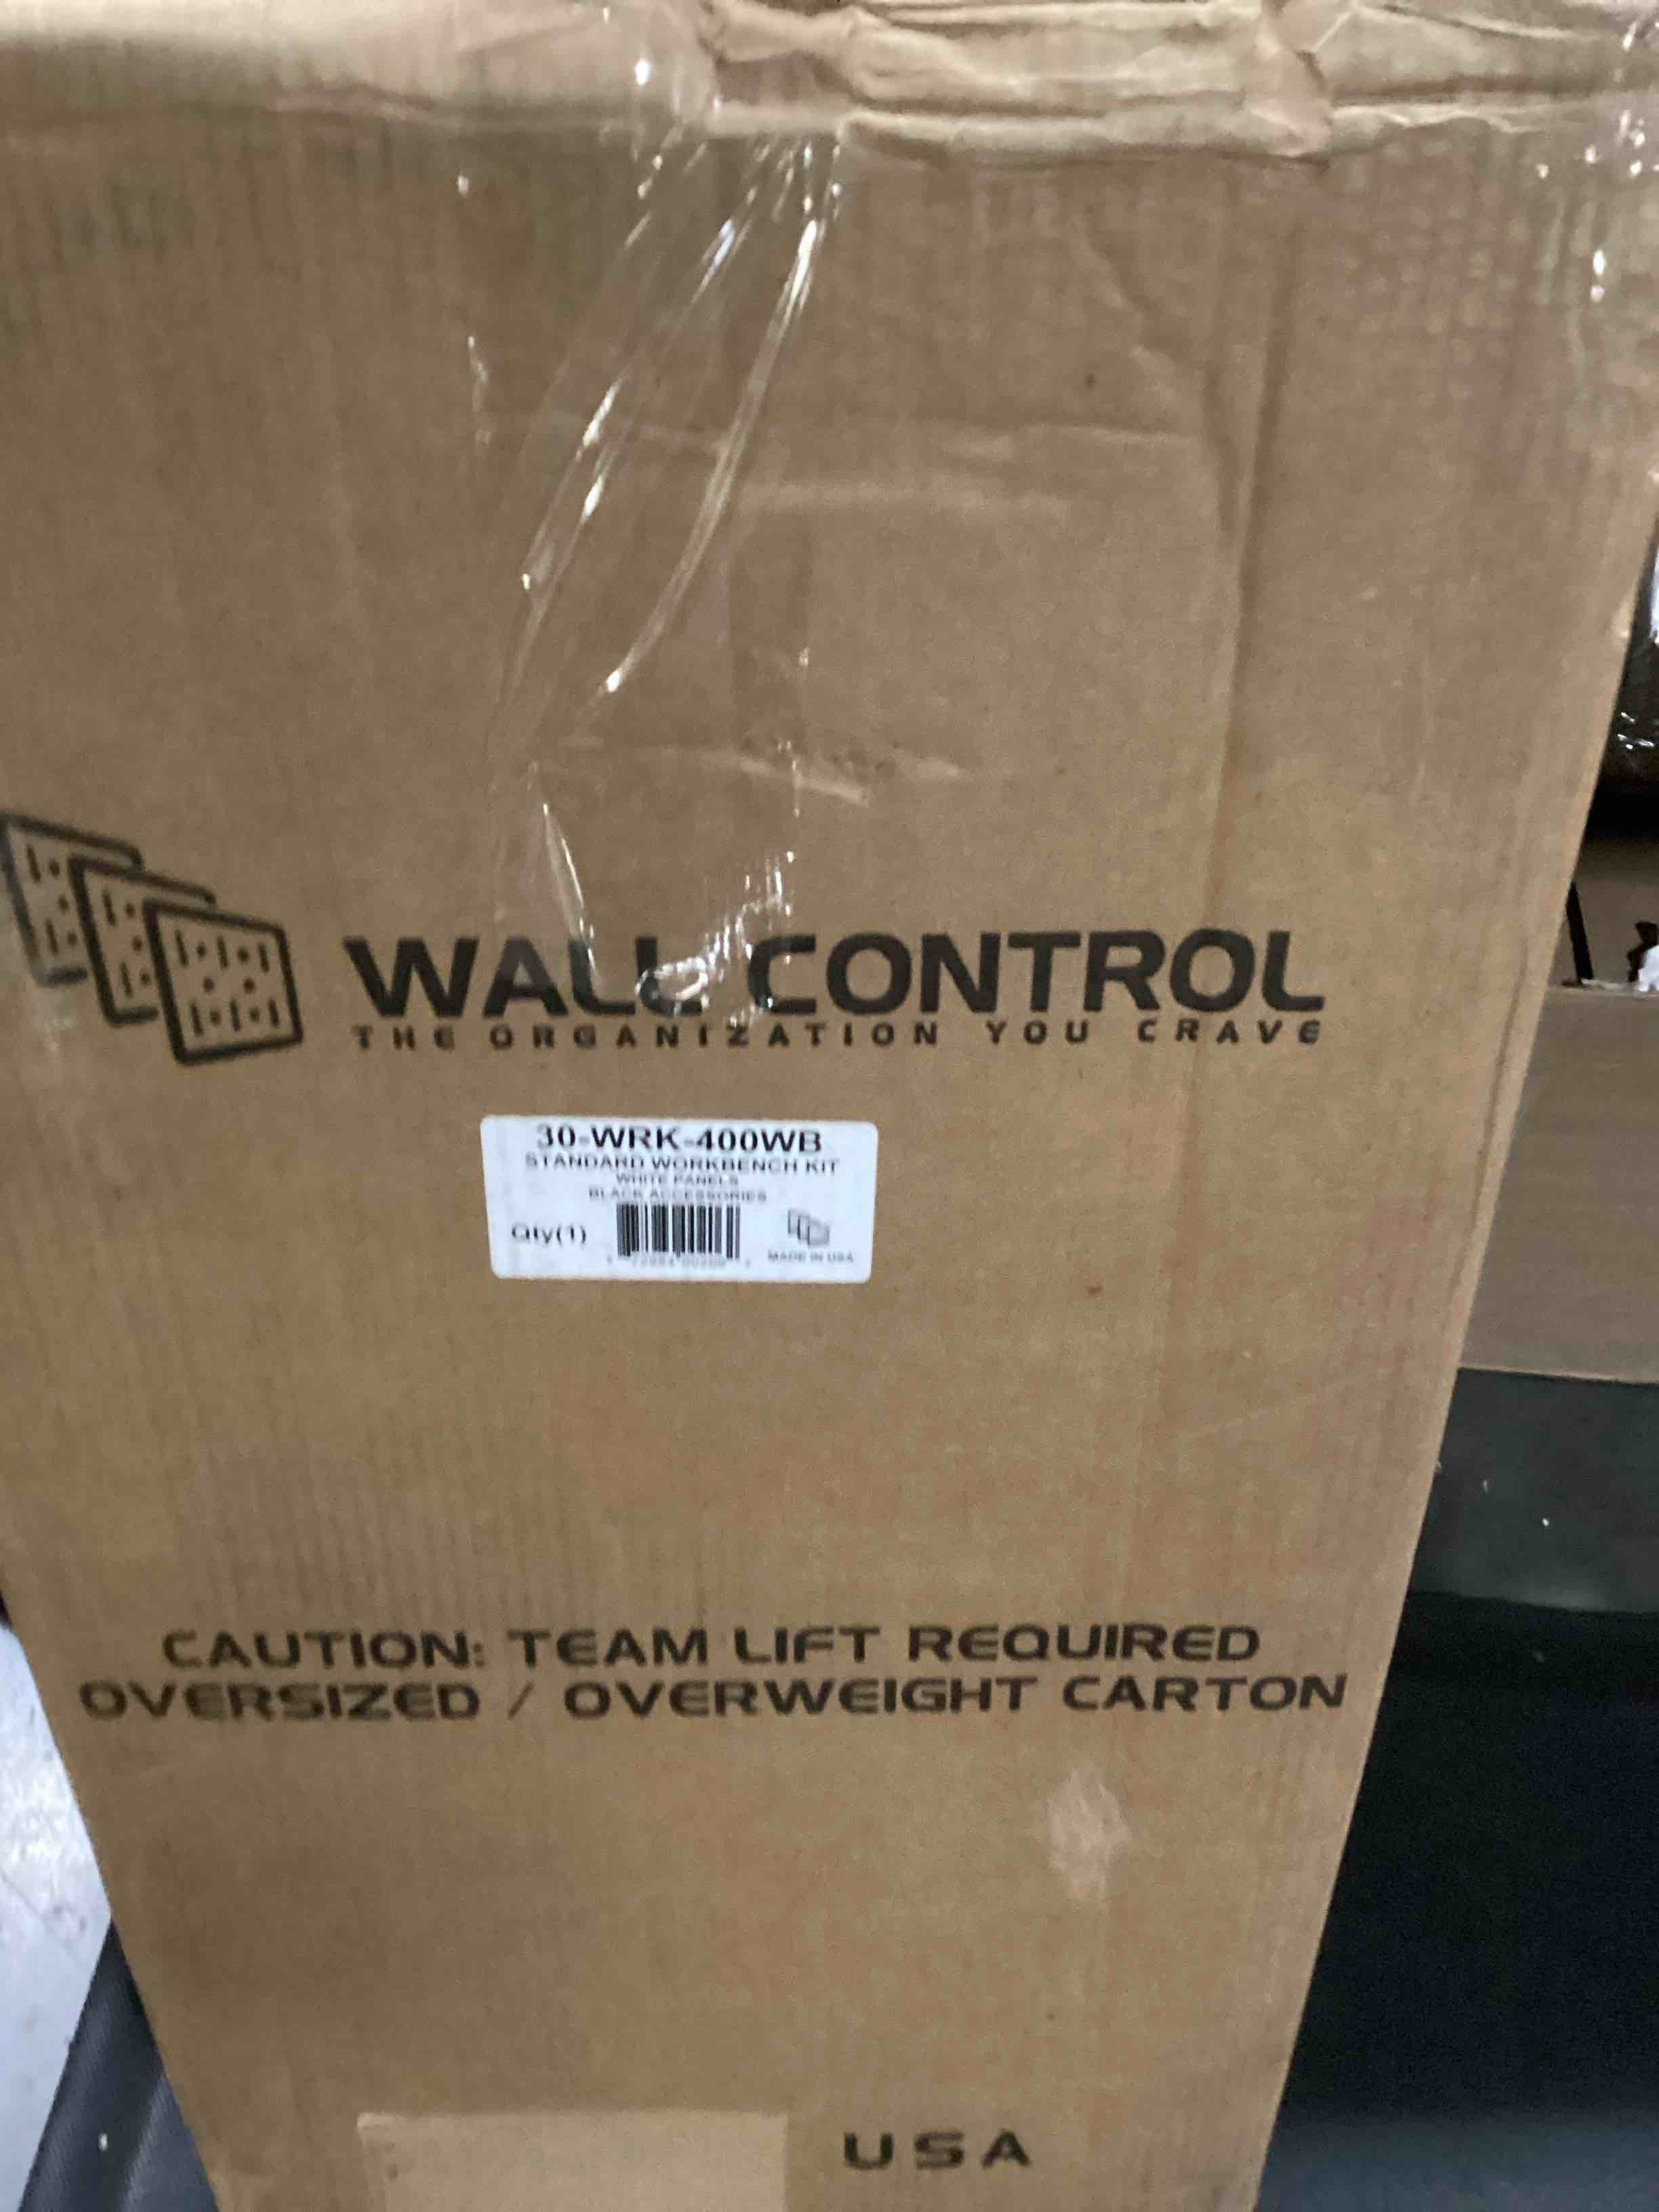 WALL CONTROL
THE ORGANIZATION YOU CRAVE
30-WRK-400WB
STANDARD WORKBENCH KIT
WHITE PANELS
BLACK ACCESSORIES
Qty(1)
MADE IN USA
CAUTION: TEAM LIFT REQUIRED
OVERSIZED / OVERWEIGHT CARTON
USA